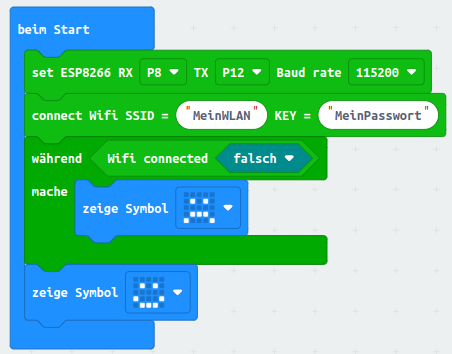 beim Start
set ESP8266 RX P8 TX P12 Baud rate 115200
connect Wifi SSID = "MeinWLAN" KEY = "MeinPasswort"
während Wifi connected falsch
mache
zeige Symbol
zeige Symbol